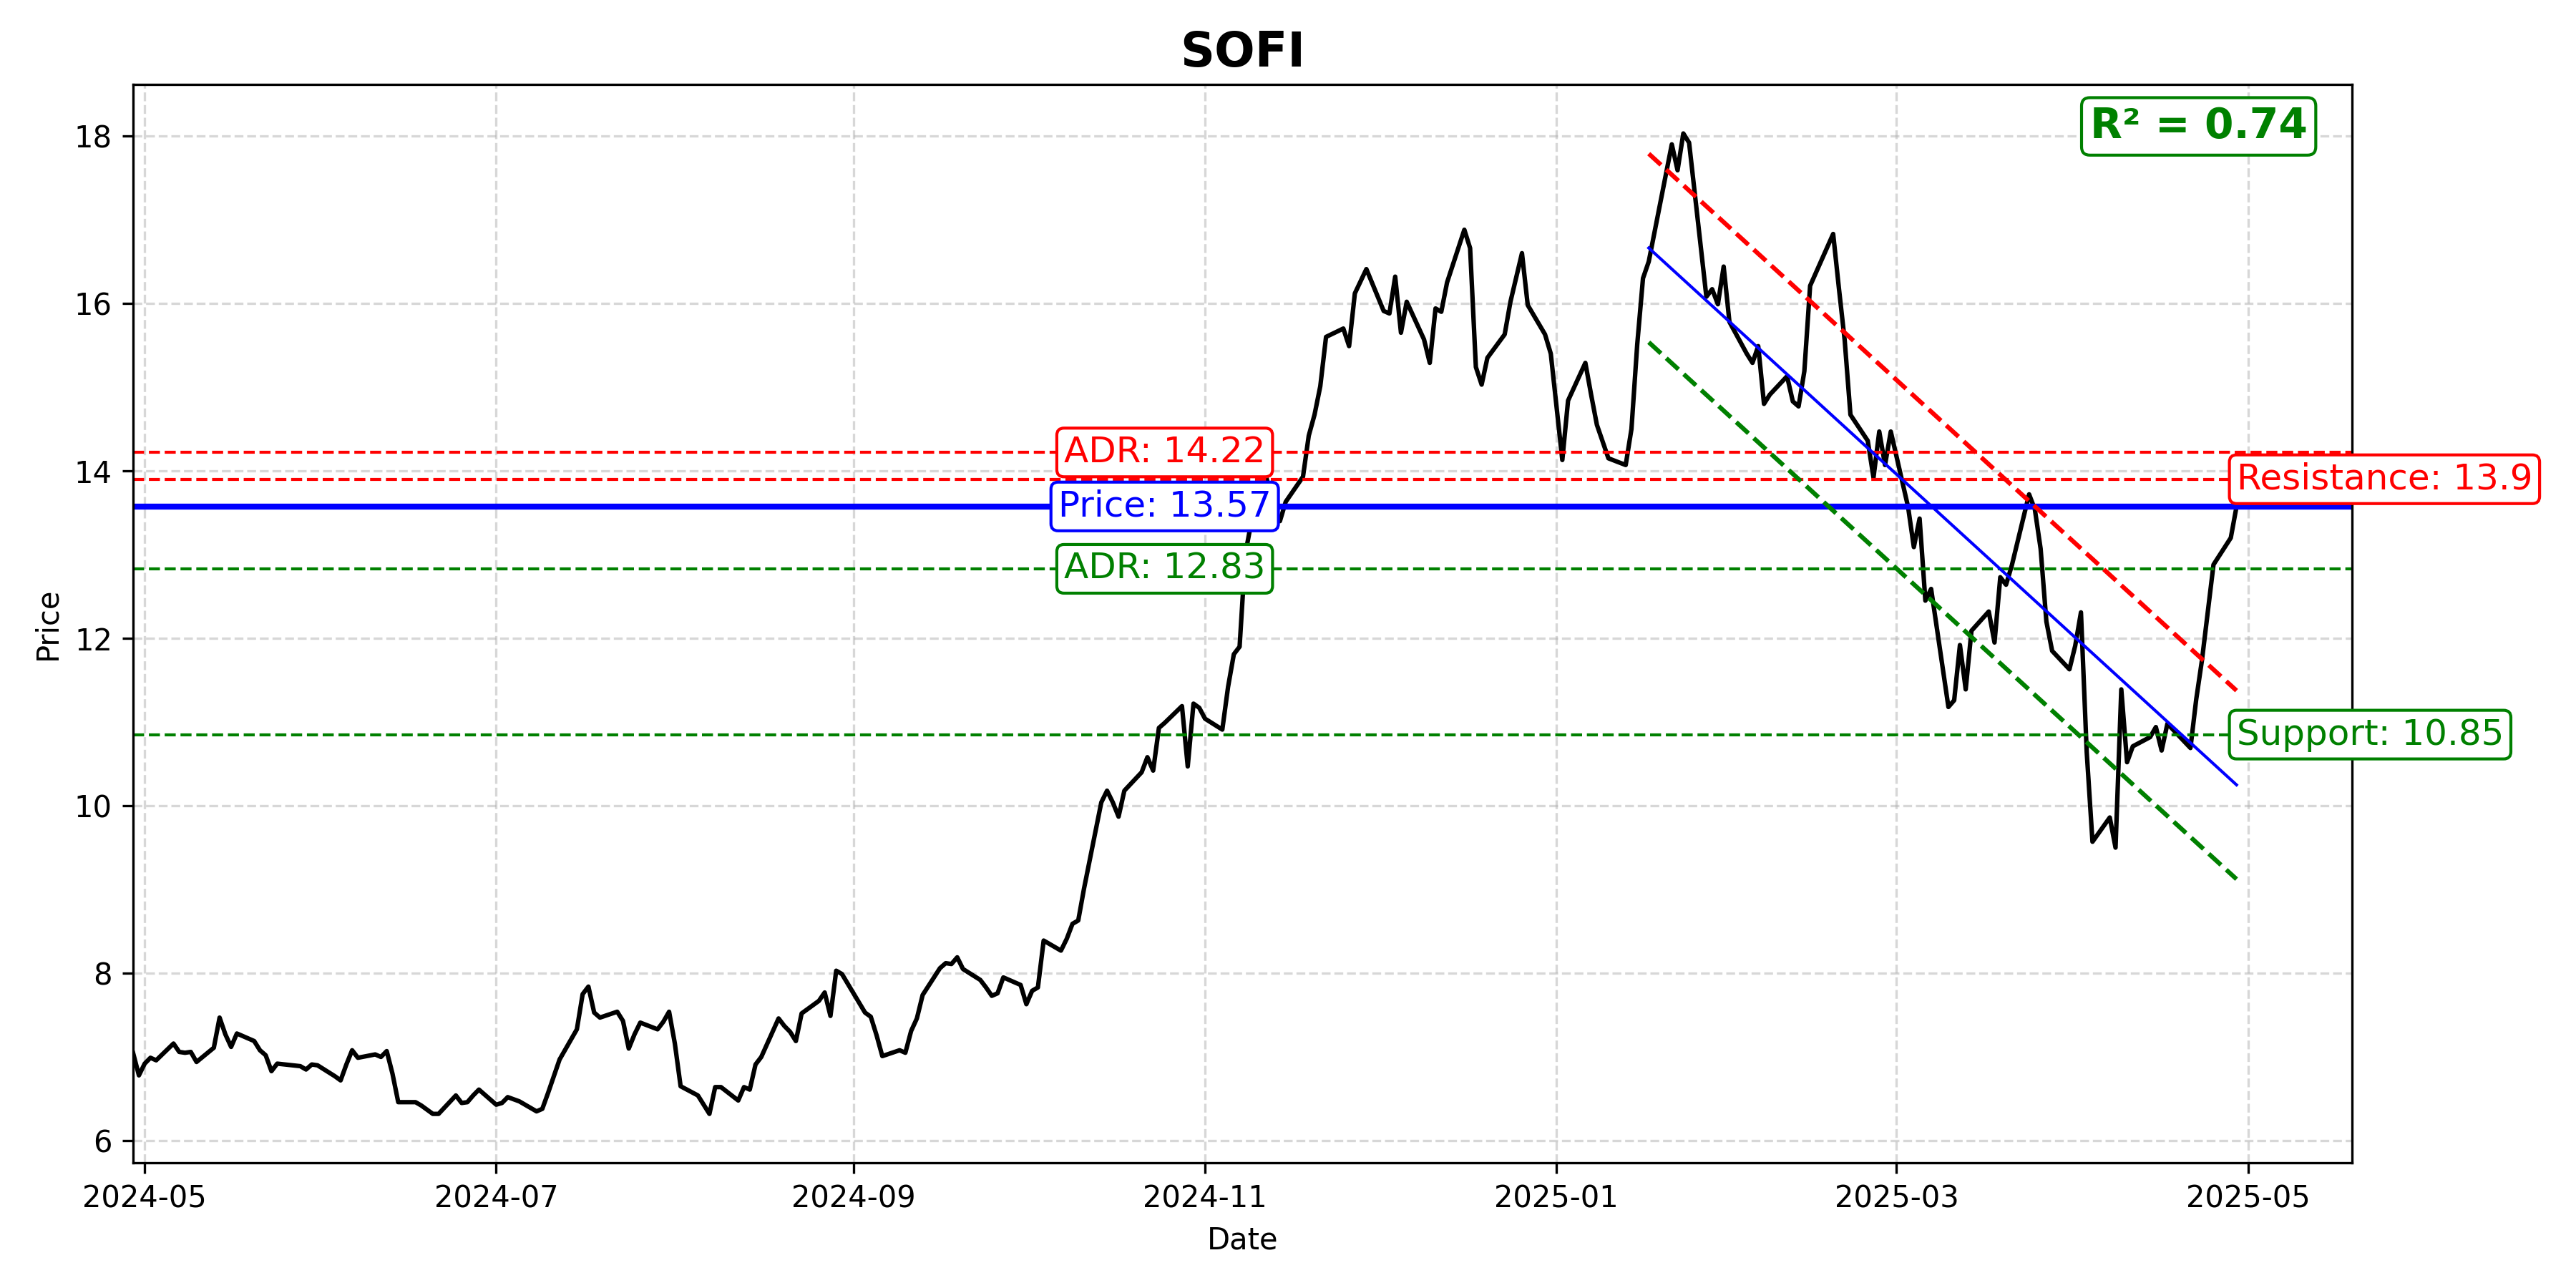 SOFI
R² = 0.74
18
16
14
12
10
8
6
Price
ADR: 14.22
Resistance: 13.9
Price: 13.57
ADR: 12.83
Support: 10.85
2024-05
2024-07
2024-09
2024-11
2025-01
2025-03
2025-05
Date